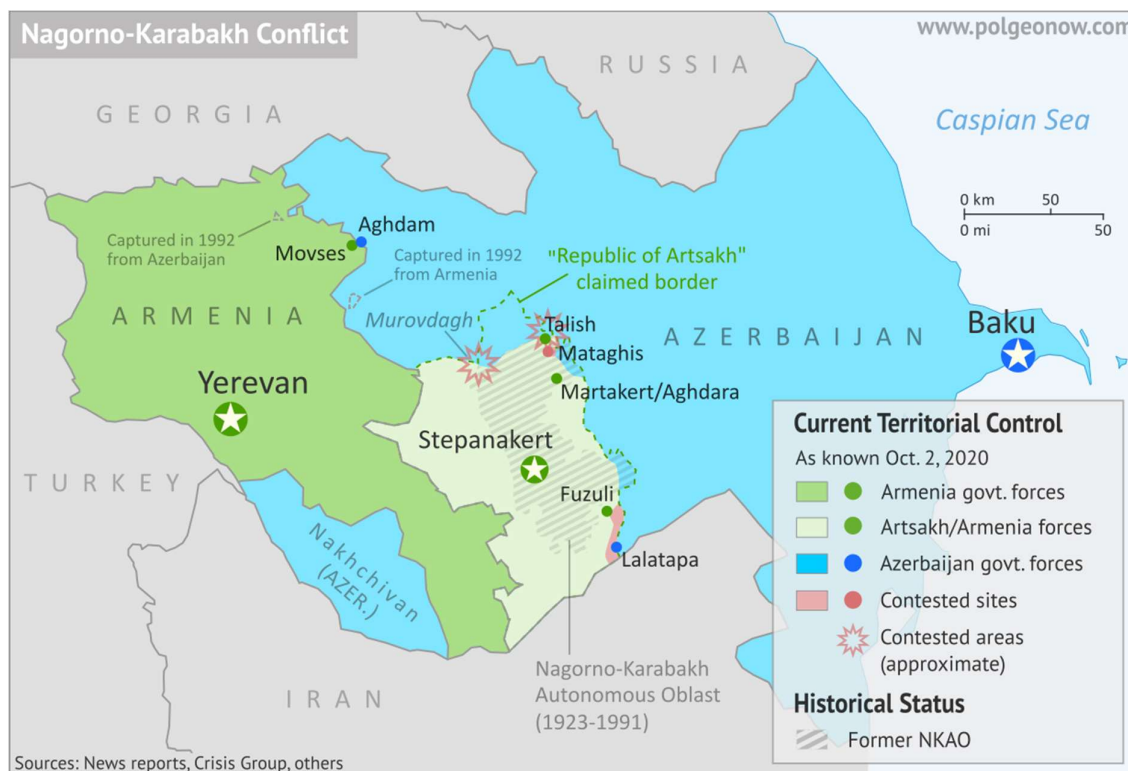 Nagorno-Karabakh Conflict
www.polgeonow.com
RUSSIA
GEORGIA
Caspian Sea
0 km 50
0 mi 50
Aghdam
Movses
Captured in 1992
from Azerbaijan
Captured in 1992
from Armenia
"Republic of Artsakh"
claimed border
ARMENIA
Murovdagh
Talish
AZERBAIJAN
Baku
Mataghis
Yerevan
Martakert/Aghdara
Stepanakert
TURKEY
Fuzuli
Nakhchivan
(AZER.)
Lalatapa
Nagorno-Karabakh
Autonomous Oblast
(1923-1991)
IRAN
Current Territorial Control
As known Oct. 2, 2020
Armenia govt. forces
Artsakh/Armenia forces
Azerbaijan govt. forces
Contested sites
Contested areas
(approximate)
Historical Status
Former NKAO
Sources: News reports, Crisis Group, others